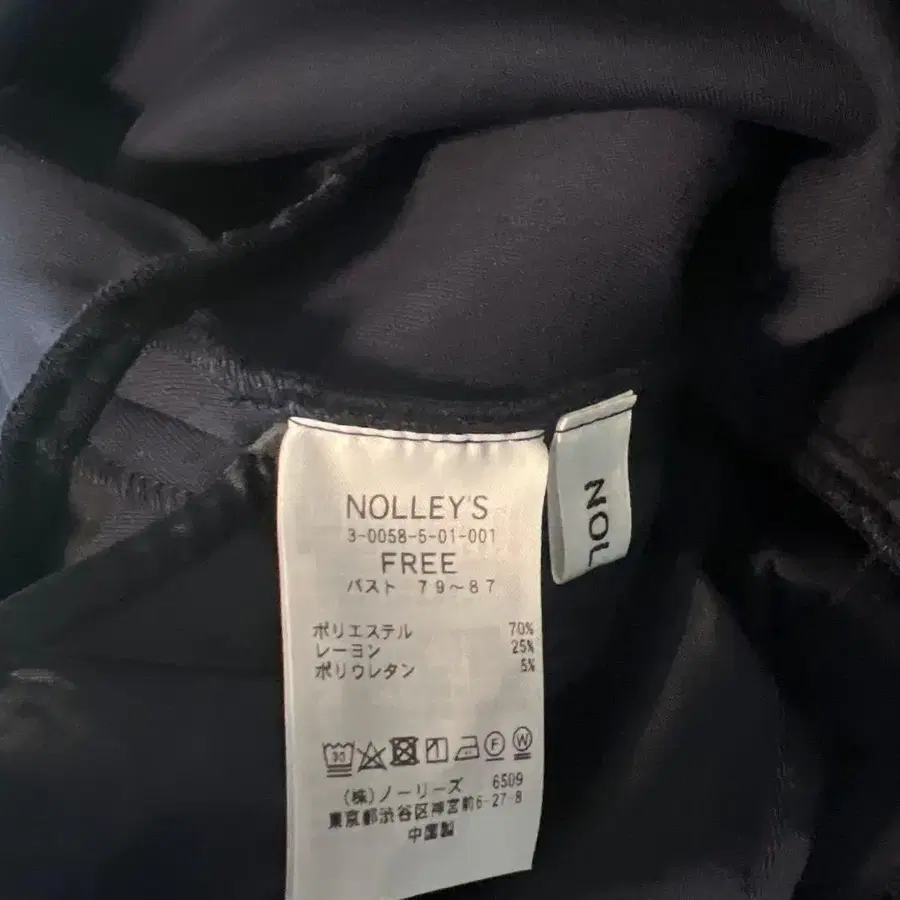 NOLLEY'S
3-0058-5-01-001
FREE
バスト 79~87
ポリエステル 70%
レーヨン 25%
ポリウレタン 5%
30
F
W
(株)ノーリーズ 6509
東京都渋谷区神宮前6-27-8
中国製
NOL